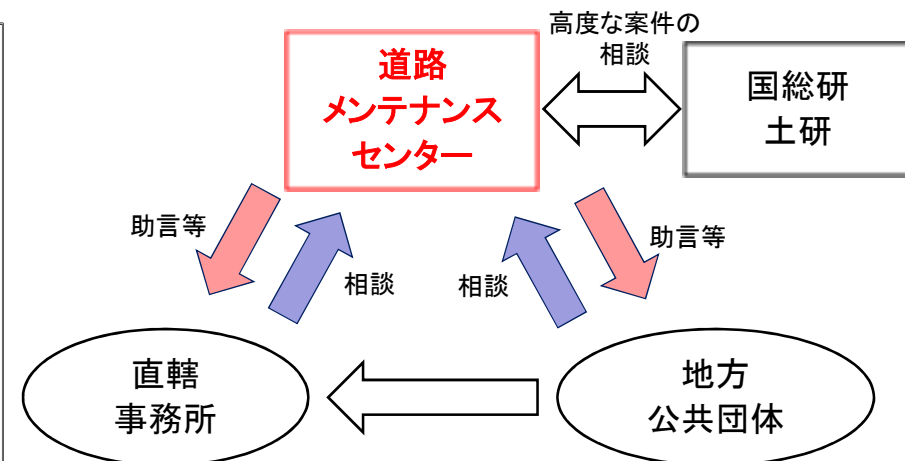 高度な案件の
相談
道路
メンテナンス
センター
国総研
土研
助言等
相談
相談
助言等
直轄
事務所
地方
公共団体